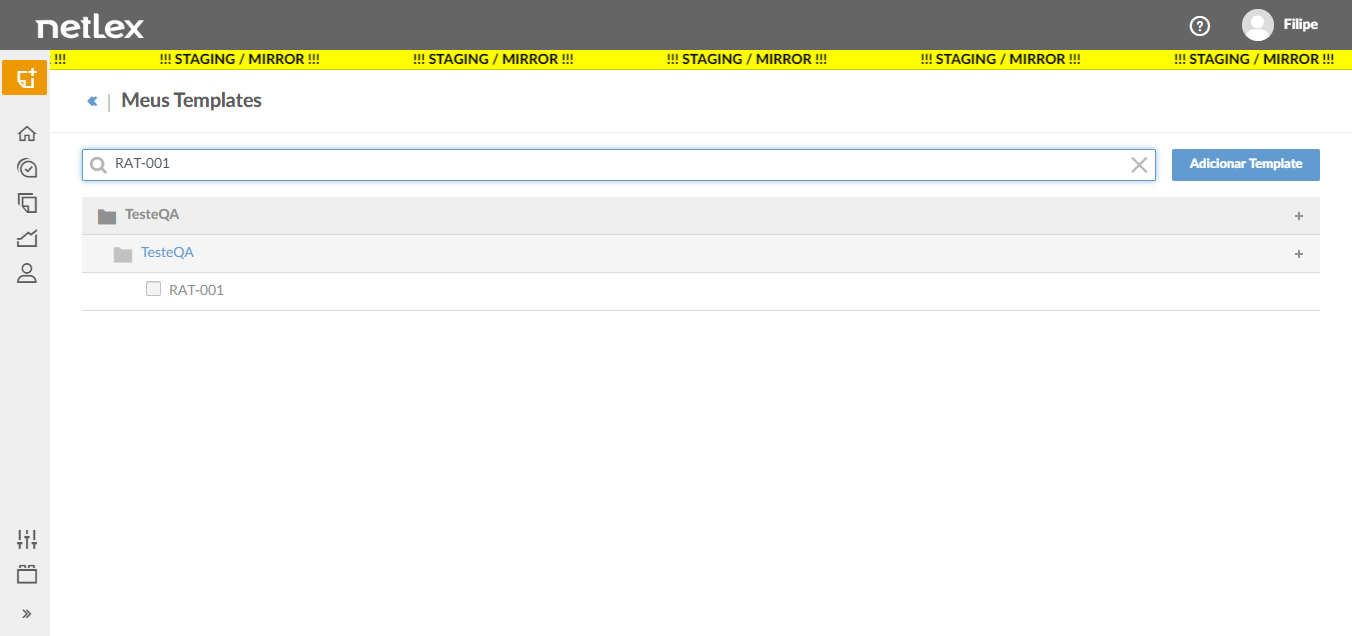 netlex
? Filipe
!!! !!! STAGING / MIRROR !!! !!! STAGING / MIRROR !!! !!! STAGING / MIRROR !!! !!! STAGING / MIRROR !!! !!! STAGING / MIRROR !!!
« | Meus Templates
RAT-001
Adicionar Template
TesteQA +
TesteQA +
RAT-001
»